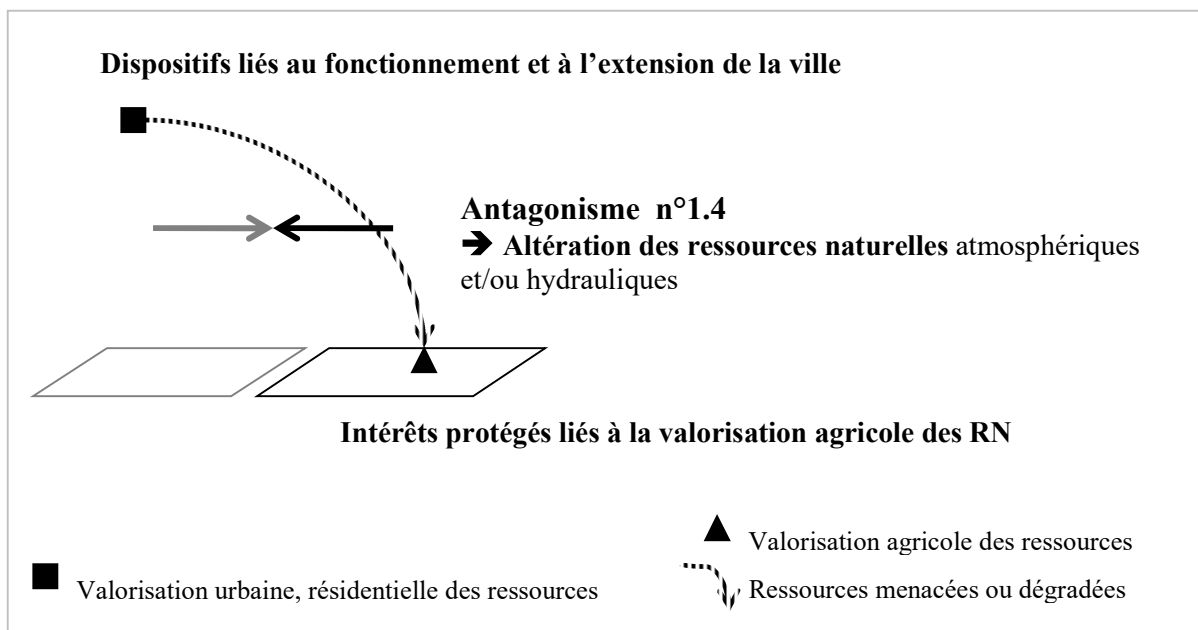 Dispositifs liés au fonctionnement et à l’extension de la ville
Antagonisme n°1.4
➔ Altération des ressources naturelles atmosphériques
et/ou hydrauliques
Intérêts protégés liés à la valorisation agricole des RN
Valorisation agricole des ressources
Valorisation urbaine, résidentielle des ressources
Ressources menacées ou dégradées